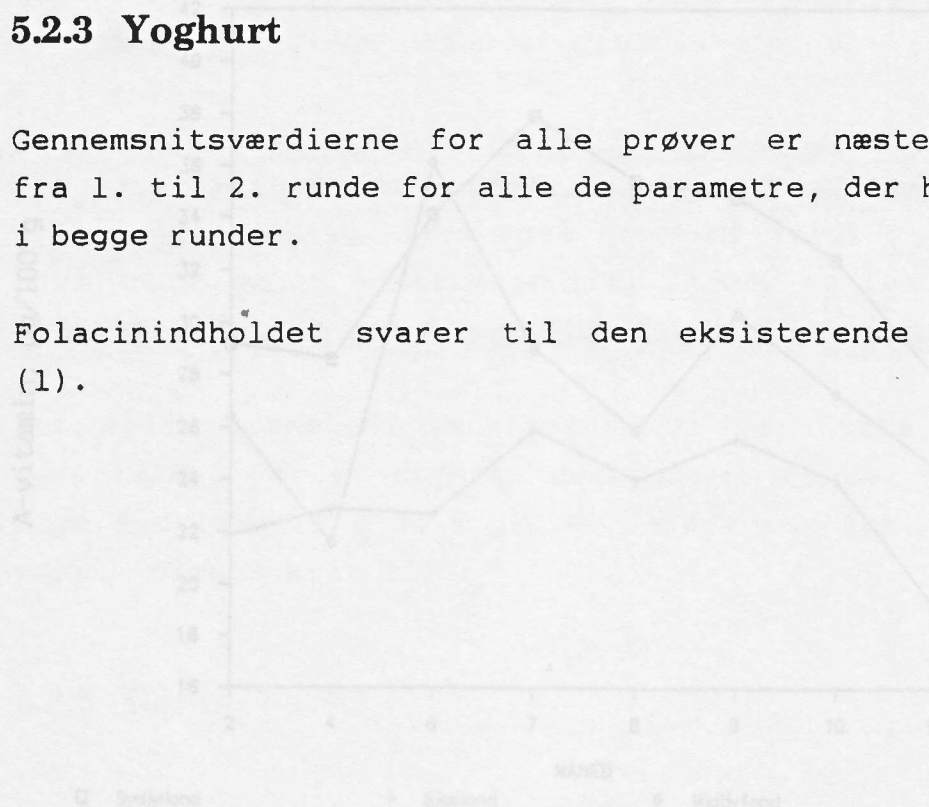 5.2.3 Yoghurt
Gennemsnitsværdierne for alle prøver er næste
fra 1. til 2. runde for alle de parametre, der h
i begge runder.
Folacinindholdet svarer til den eksisterende
(1).